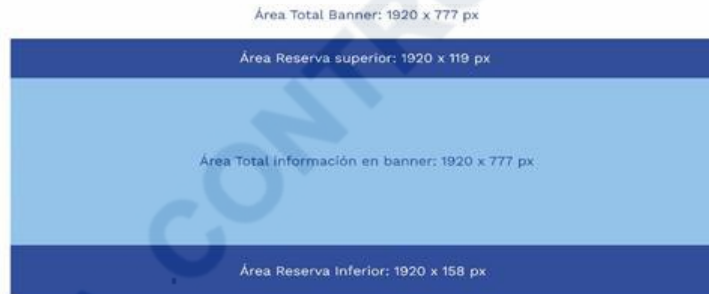 Área Total Banner: 1920 x 777 px
Área Reserva superior: 1920 x 119 px
Área Total información en banner: 1920 x 777 px
Área Reserva Inferior: 1920 x 158 px